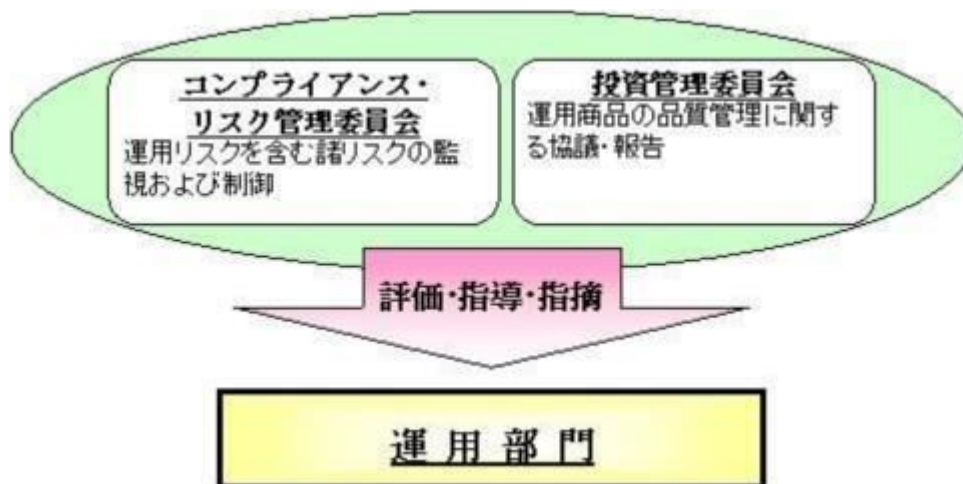 コンプライアンス・
リスク管理委員会
運用リスクを含む諸リスクの監
視および制御
投資管理委員会
運用商品の品質管理に関す
る協議・報告
評価・指導・指摘
運用部門